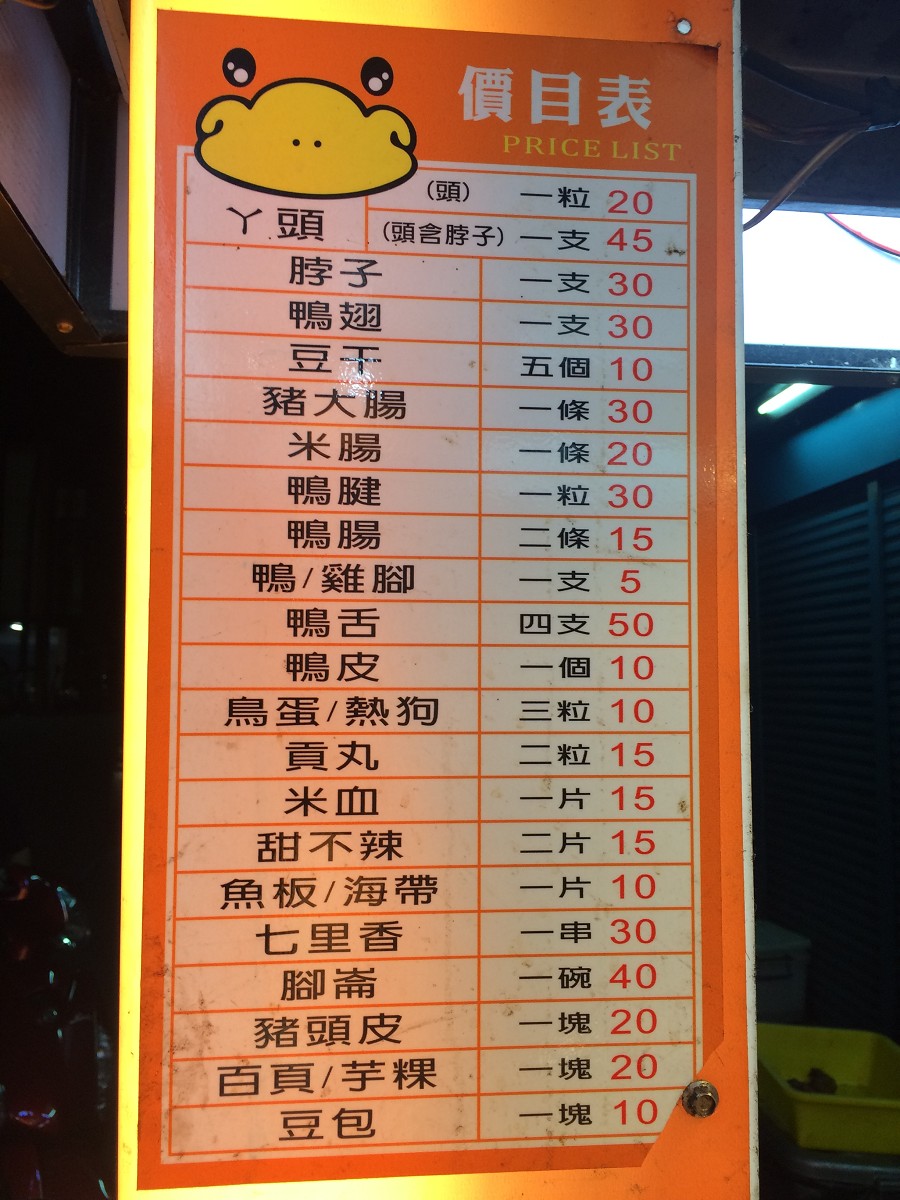 價目表
PRICE LIST
ㄚ頭 (頭) 一粒 20
(頭含脖子) 一支 45
脖子 一支 30
鴨翅 一支 30
豆干 五個 10
豬大腸 一條 30
米腸 一條 20
鴨腱 一粒 30
鴨腸 二條 15
鴨/雞腳 一支 5
鴨舌 四支 50
鴨皮 一個 10
鳥蛋/熱狗 三粒 10
貢丸 二粒 15
米血 一片 15
甜不辣 二片 15
魚板/海帶 一片 10
七里香 一串 30
腳崙 一碗 40
豬頭皮 一塊 20
百頁/芋粿 一塊 20
豆包 一塊 10